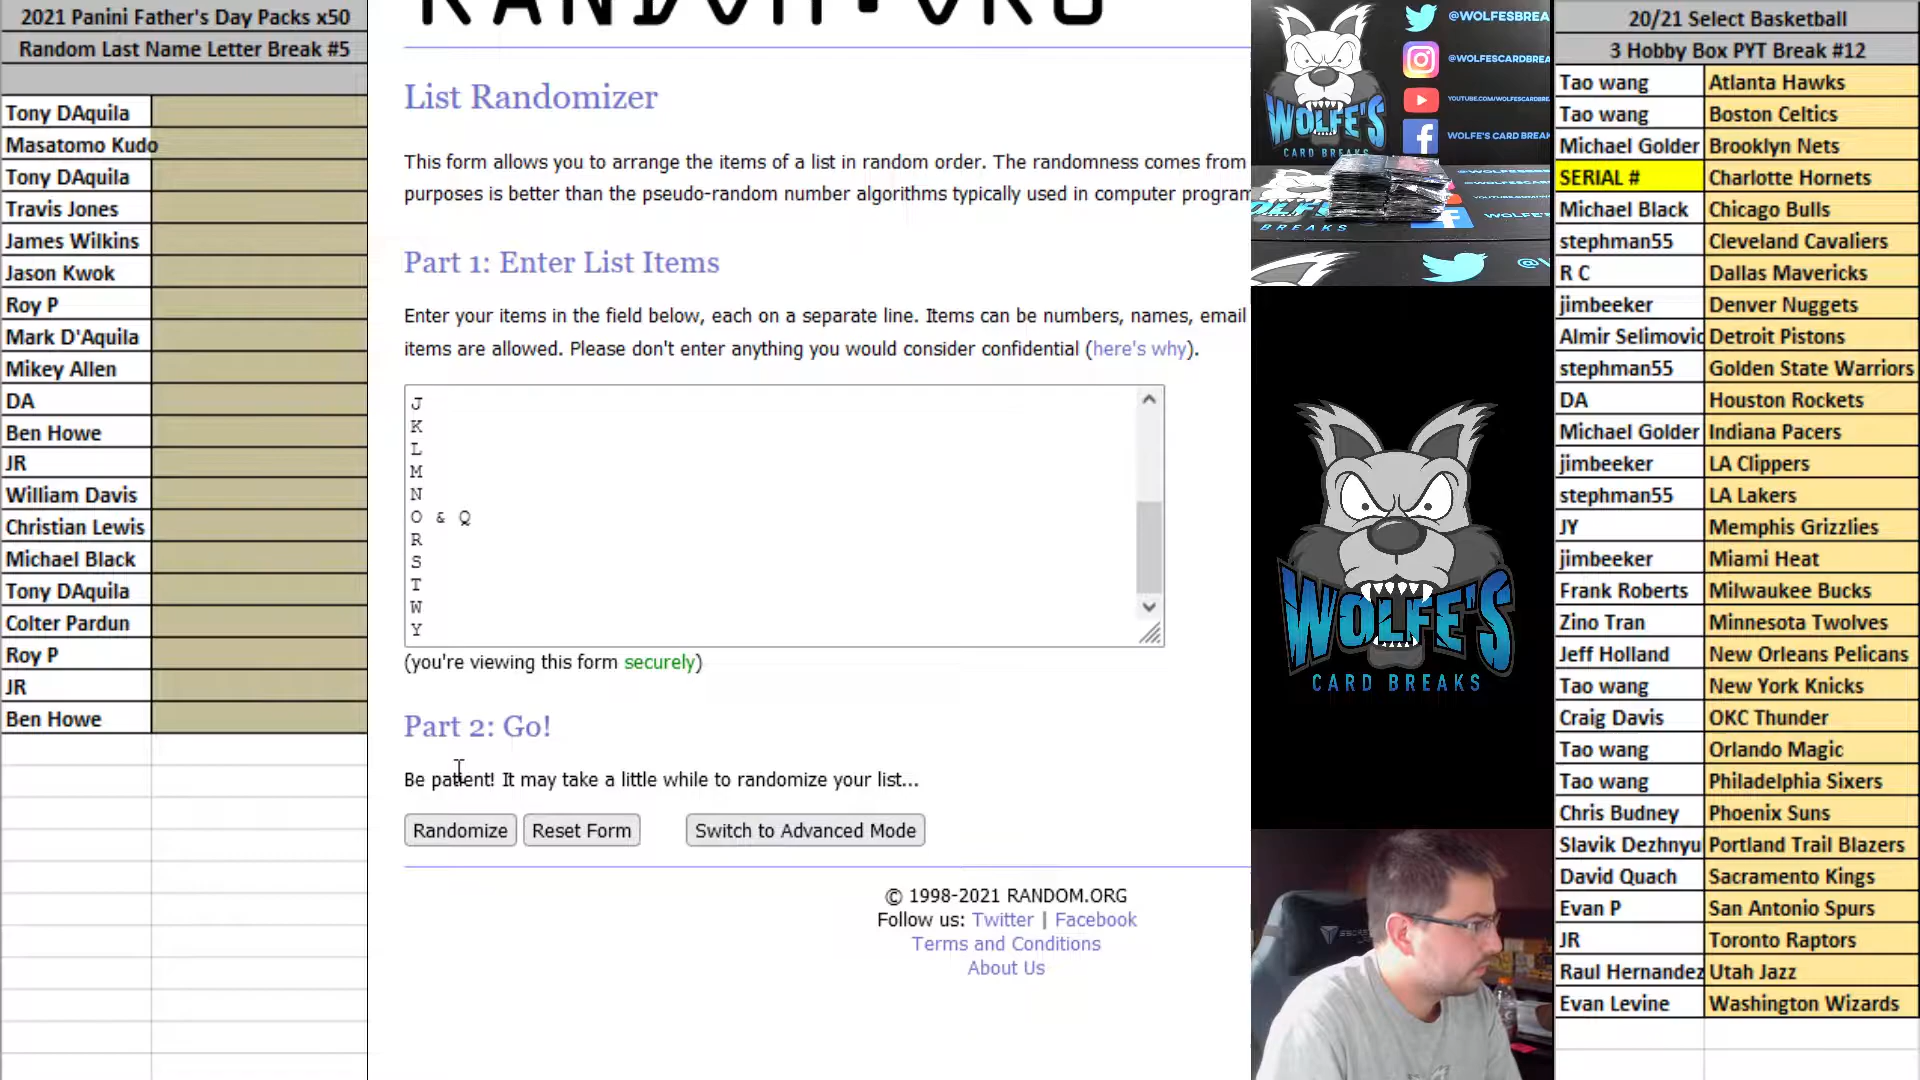 2021 Panini Father's Day Packs x50
Random Last Name Letter Break #5
Tony DAquila
Masatomo Kudo
Tony DAquila
Travis Jones
James Wilkins
Jason Kwok
Roy P
Mark D'Aquila
Mikey Allen
DA
Ben Howe
JR
William Davis
Christian Lewis
Michael Black
Tony DAquila
Colter Pardun
Roy P
JR
Ben Howe
RANDOM.ORG
List Randomizer
This form allows you to arrange the items of a list in random order. The randomness comes from
purposes is better than the pseudo-random number algorithms typically used in computer program
Part 1: Enter List Items
Enter your items in the field below, each on a separate line. Items can be numbers, names, email
items are allowed. Please don't enter anything you would consider confidential (here's why).
J
K
L
M
N
O & Q
R
S
T
W
Y
(you're viewing this form securely)
Part 2: Go!
Be patient! It may take a little while to randomize your list...
Randomize
Reset Form
Switch to Advanced Mode
© 1998-2021 RANDOM.ORG
Follow us: Twitter | Facebook
Terms and Conditions
About Us
@WOLFESBREA
@WOLFESCARDBREA
YOUTUBE.COM/WOLFESCARDB
WOLFE'S CARD BREAK
WOLFE'S
CARD BREAKS
BREAKS
WOLFE'S
CARD BREAKS
20/21 Select Basketball
3 Hobby Box PYT Break #12
Tao wang Atlanta Hawks
Tao wang Boston Celtics
Michael Golder Brooklyn Nets
SERIAL # Charlotte Hornets
Michael Black Chicago Bulls
stephman55 Cleveland Cavaliers
R C Dallas Mavericks
jimbeeker Denver Nuggets
Almir Selimovic Detroit Pistons
stephman55 Golden State Warriors
DA Houston Rockets
Michael Golder Indiana Pacers
jimbeeker LA Clippers
stephman55 LA Lakers
JY Memphis Grizzlies
jimbeeker Miami Heat
Frank Roberts Milwaukee Bucks
Zino Tran Minnesota Twolves
Jeff Holland New Orleans Pelicans
Tao wang New York Knicks
Craig Davis OKC Thunder
Tao wang Orlando Magic
Tao wang Philadelphia Sixers
Chris Budney Phoenix Suns
Slavik Dezhnyu Portland Trail Blazers
David Quach Sacramento Kings
Evan P San Antonio Spurs
JR Toronto Raptors
Raul Hernandez Utah Jazz
Evan Levine Washington Wizards